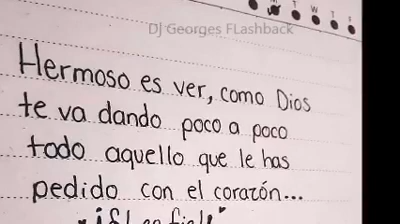 M T W T F
Dj Georges FLashback
Hermoso es ver, como Dios
te va dando poco a poco
todo aquello que le has
pedido con el corazón...